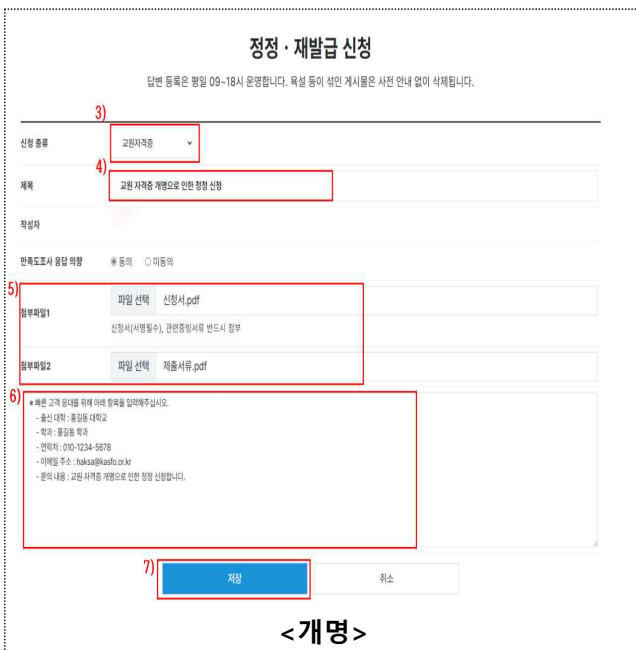 정정 · 재발급 신청
답변 등록은 평일 09~18시 운영합니다. 욕설 등이 섞인 게시물은 사전 안내 없이 삭제됩니다.
3)
신청 종류 교원자격증
4)
제목 교원 자격증 개명으로 인한 정정 신청
작성자
만족도조사 응답 의향 동의 미동의
5)
첨부파일1 파일 선택 신청서.pdf
신청서(서명필수), 관련증빙서류 반드시 첨부
첨부파일2 파일 선택 제출서류.pdf
6)
* 빠른 고객 응대를 위해 아래 항목을 입력해주십시오.
- 출신 대학 : 홍길동 대학교
- 학과 : 홍길동 학과
- 연락처 : 010-1234-5678
- 이메일 주소 : haksa@kasfo.or.kr
- 문의 내용 : 교원 자격증 개명으로 인한 정정 신청합니다.
7)
저장 취소
<개명>